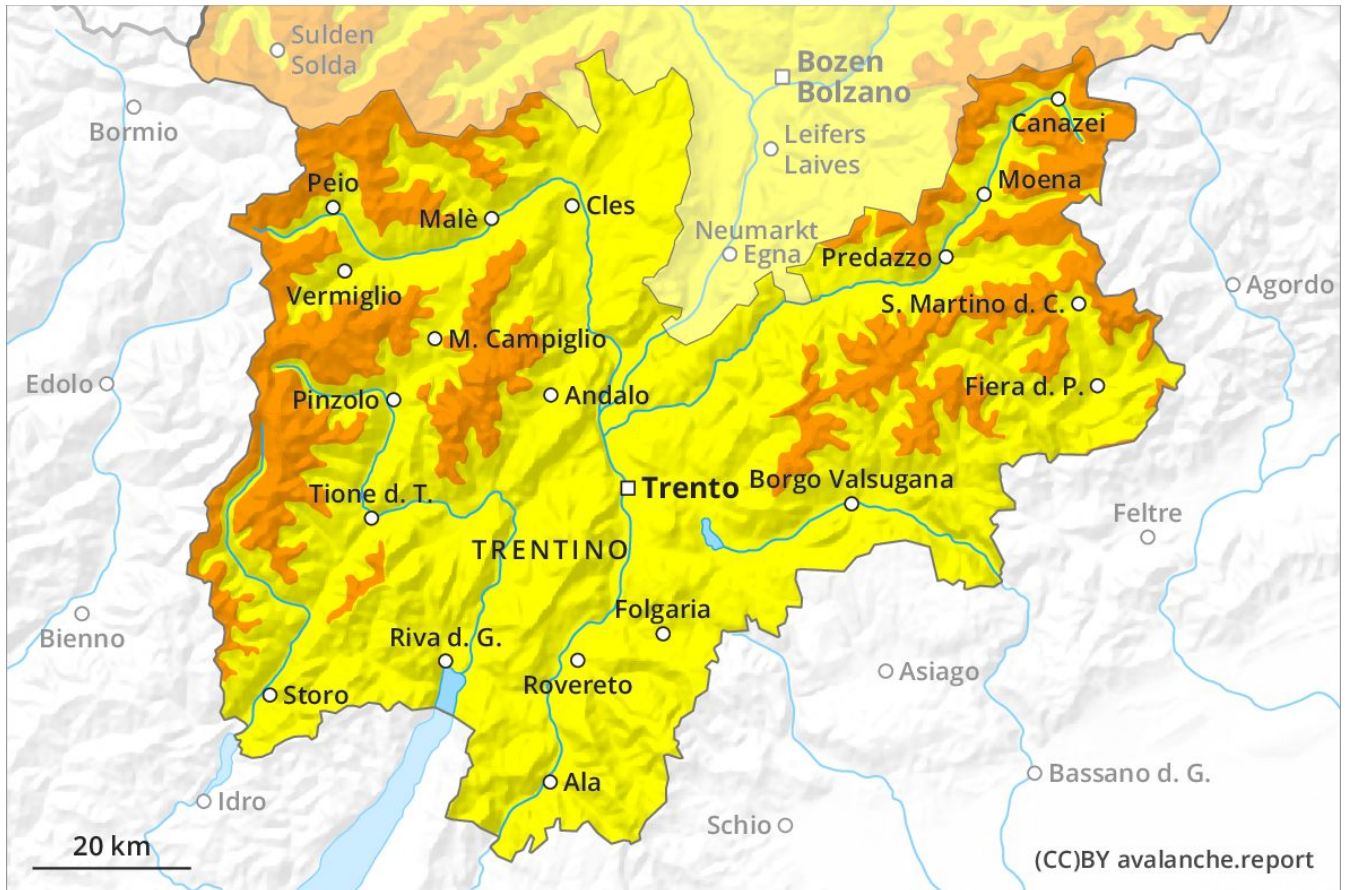 Sulden
Solda
Bozen
Bolzano
Bormio
Canazei
Leifers
Laives
Peio
Moena
Malè
Cles
Neumarkt
Egna
Predazzo
Vermiglio
Agordo
S. Martino d. C.
M. Campiglio
Edolo
Pinzolo
Andalo
Fiera d. P.
Trento
Borgo Valsugana
Tione d. T.
Feltre
TRENTINO
Folgaria
Bienno
Riva d. G.
Asiago
Rovereto
Storo
Bassano d. G.
Ala
Idro
Schio
20 km
(CC)BY avalanche.report